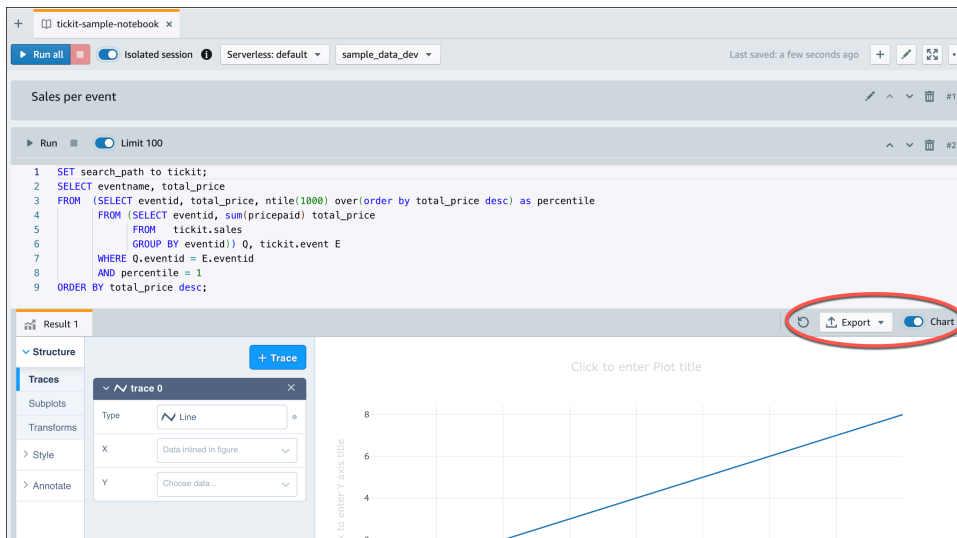 + tickit-sample-notebook ×
Run all Isolated session Serverless: default sample_data_dev Last saved: a few seconds ago +
Sales per event #1
Run Limit 100 #2
1 SET search_path to tickit;
2 SELECT eventname, total_price
3 FROM (SELECT eventid, total_price, ntile(1000) over(order by total_price desc) as percentile
4 FROM (SELECT eventid, sum(pricepaid) total_price
5 FROM tickit.sales
6 GROUP BY eventid)) Q, tickit.event E
7 WHERE Q.eventid = E.eventid
8 AND percentile = 1
9 ORDER BY total_price desc;
Result 1 Export Chart
Structure
Traces
Subplots
Transforms
Style
Annotate
+ Trace
trace 0
Type Line
X Data inlined in figure
Y Choose data...
Click to enter Plot title
to enter Y axis title
8
6
4